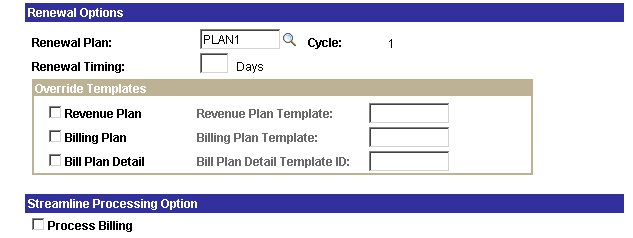 Renewal Options
Renewal Plan: PLAN1 Cycle: 1
Renewal Timing: Days
Override Templates
Revenue Plan Revenue Plan Template:
Billing Plan Billing Plan Template:
Bill Plan Detail Bill Plan Detail Template ID:
Streamline Processing Option
Process Billing